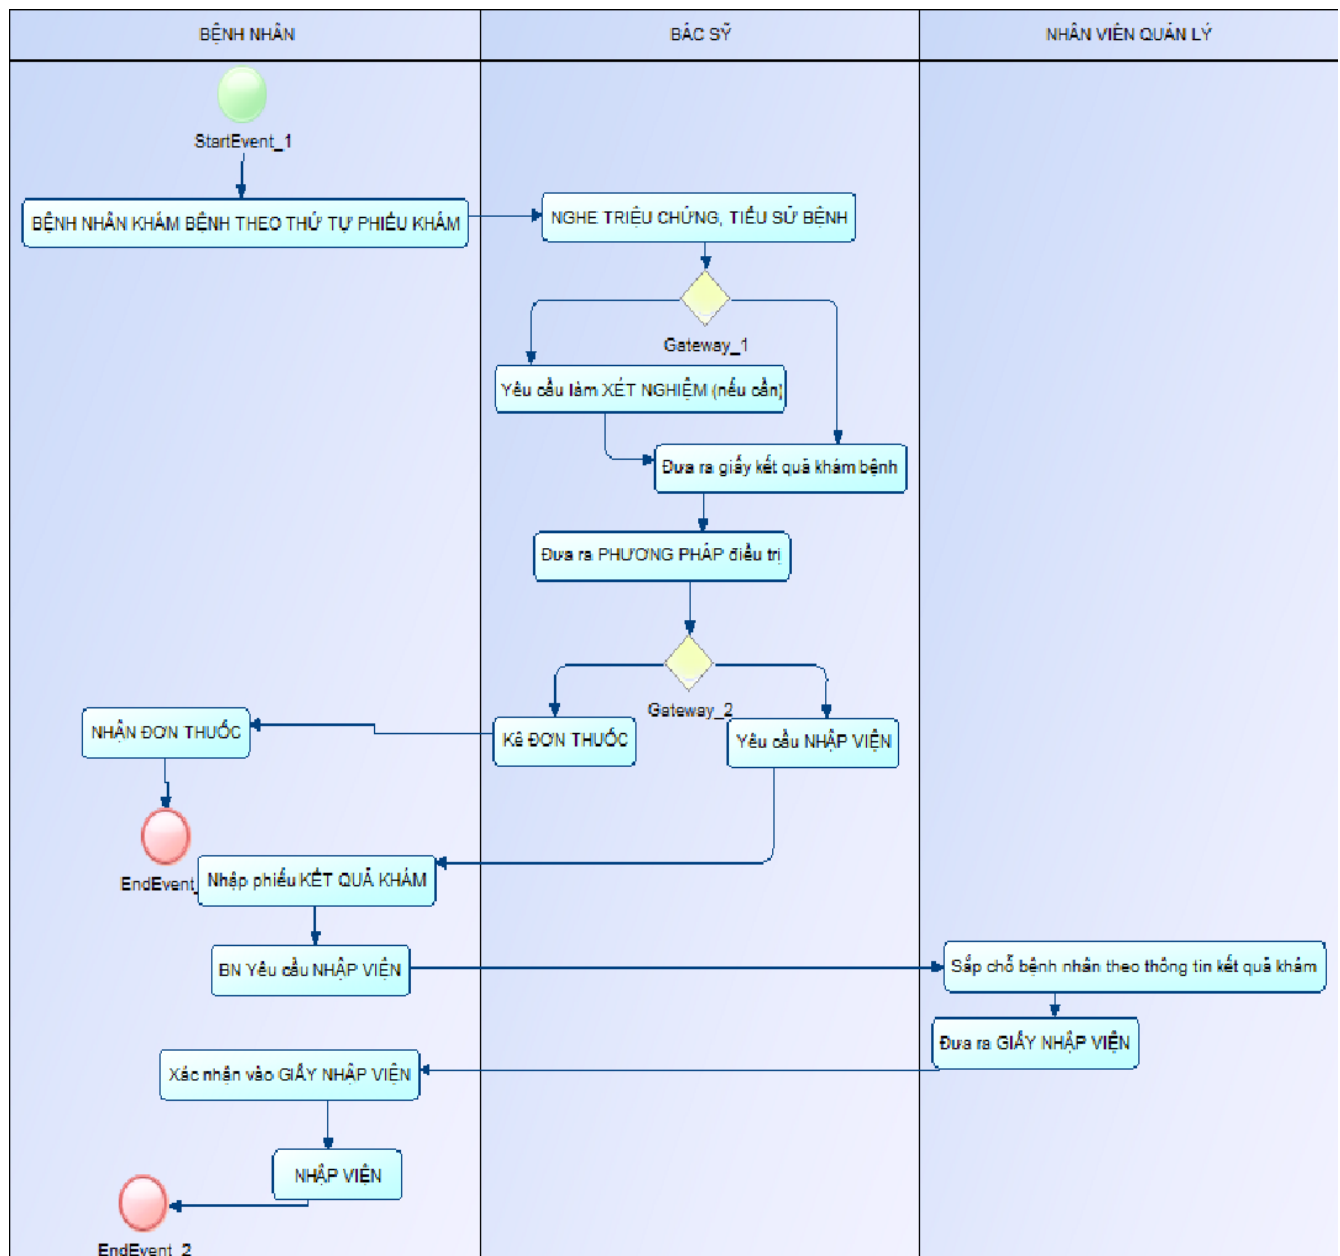 BỆNH NHÂN
BÁC SỸ
NHÂN VIÊN QUẢN LÝ
StartEvent_1
BỆNH NHÂN KHÁM BỆNH THEO THỨ TỰ PHIẾU KHÁM
NGHE TRIỆU CHỨNG, TIỂU SỬ BỆNH
Gateway_1
Yêu cầu làm XÉT NGHIỆM (nếu cần)
Đưa ra giấy kết quả khám bệnh
Đưa ra PHƯƠNG PHÁP điều trị
Gateway_2
NHẬN ĐƠN THUỐC
Kê ĐƠN THUỐC
Yêu cầu NHẬP VIỆN
EndEvent_
Nhập phiếu KẾT QUẢ KHÁM
BN Yêu cầu NHẬP VIỆN
Sắp chỗ bệnh nhân theo thông tin kết quả khám
Đưa ra GIẤY NHẬP VIỆN
Xác nhận vào GIẤY NHẬP VIỆN
NHẬP VIỆN
EndEvent_2